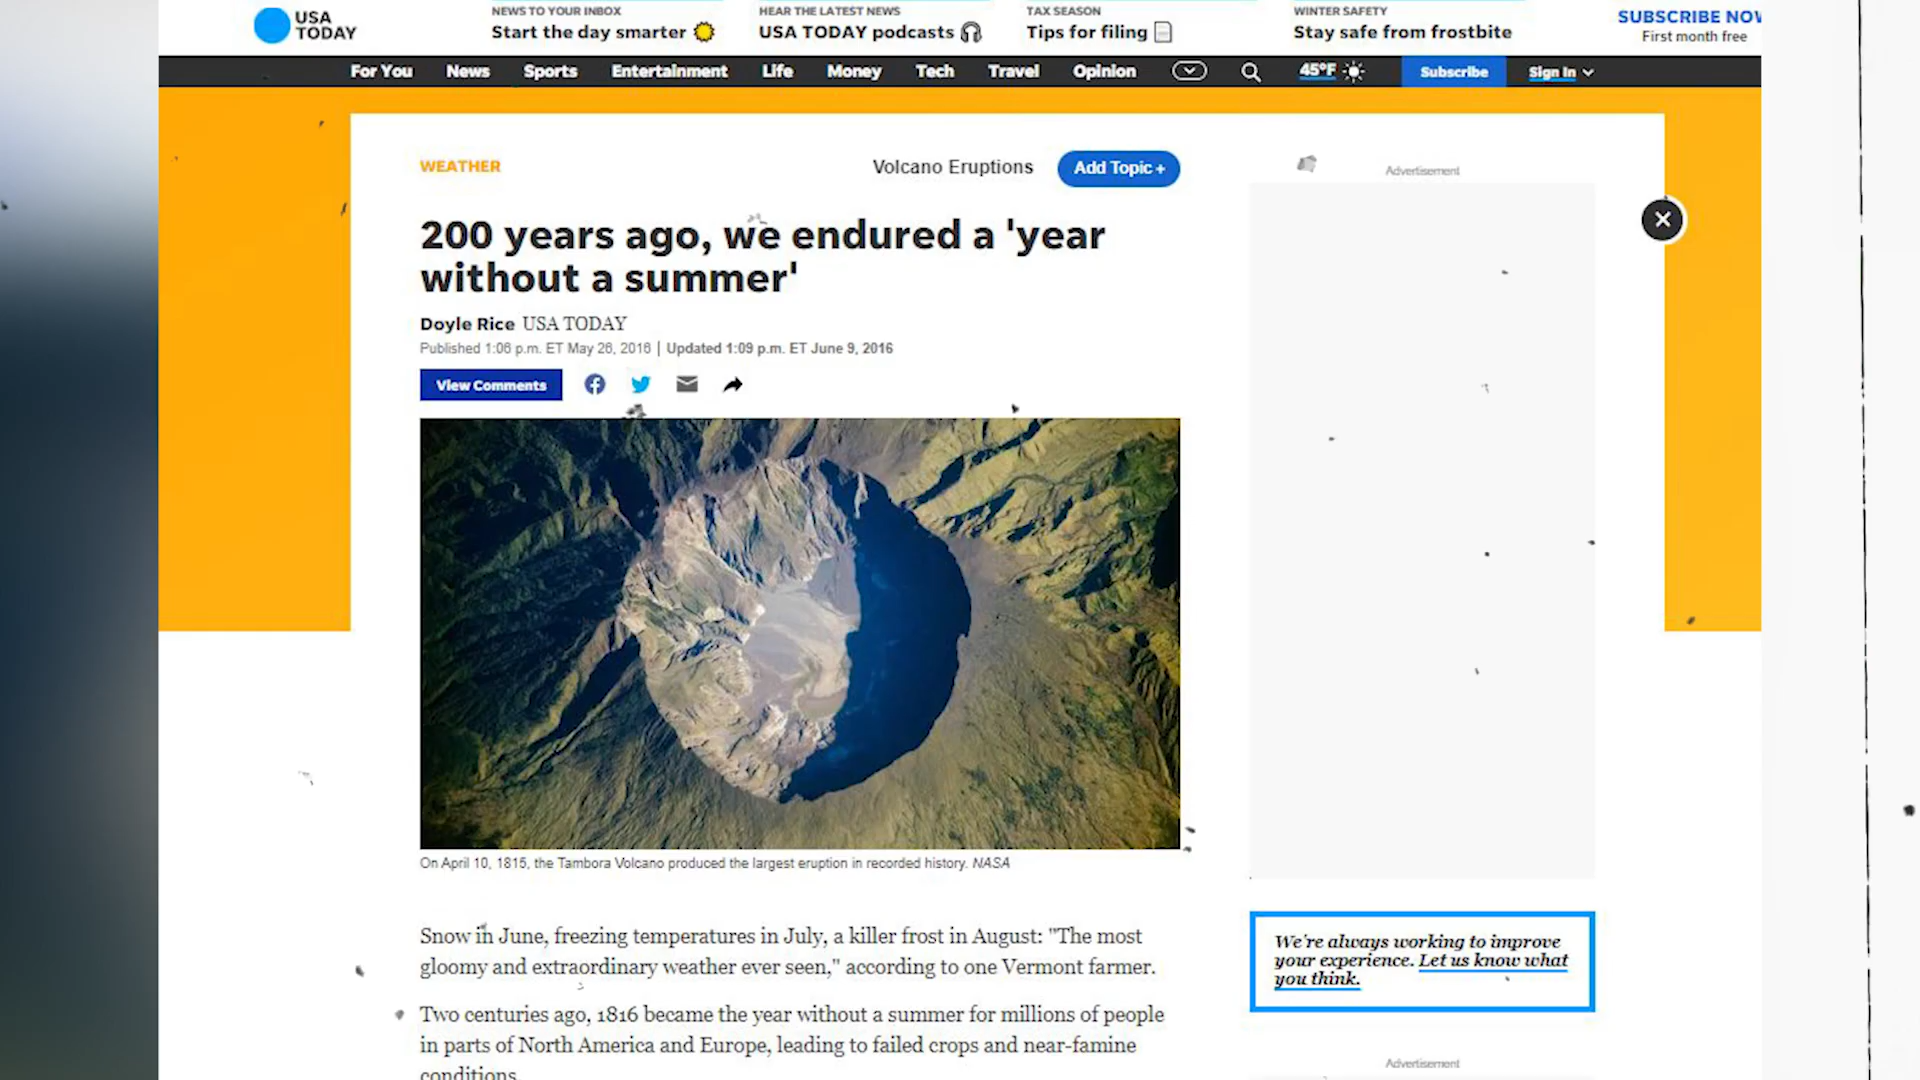 USA
TODAY
NEWS TO YOUR INBOX
Start the day smarter
HEAR THE LATEST NEWS
USA TODAY podcasts
TAX SEASON
Tips for filing
WINTER SAFETY
Stay safe from frostbite
SUBSCRIBE NOW
First month free
For You News Sports Entertainment Life Money Tech Travel Opinion 45°F Subscribe Sign In
WEATHER
Volcano Eruptions Add Topic +
Advertisement
200 years ago, we endured a 'year
without a summer'
Doyle Rice USA TODAY
Published 1:06 p.m. ET May 26, 2016 | Updated 1:09 p.m. ET June 9, 2016
View Comments
On April 10, 1815, the Tambora Volcano produced the largest eruption in recorded history. NASA
Snow in June, freezing temperatures in July, a killer frost in August: "The most
gloomy and extraordinary weather ever seen," according to one Vermont farmer.
Two centuries ago, 1816 became the year without a summer for millions of people
in parts of North America and Europe, leading to failed crops and near-famine
conditions.
We're always working to improve
your experience. Let us know what
you think.
Advertisement